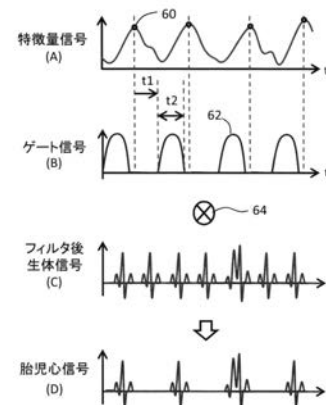 60
特徴量信号
(A)
t
t1
t2
62
ゲート信号
(B)
t
64
フィルタ後
生体信号
(C)
胎児心信号
(D)